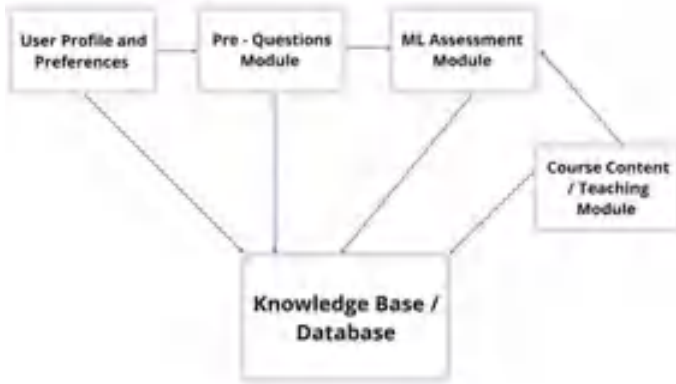 User Profile and
Preferences
Pre - Questions
Module
ML Assessment
Module
Course Content
/ Teaching
Module
Knowledge Base /
Database